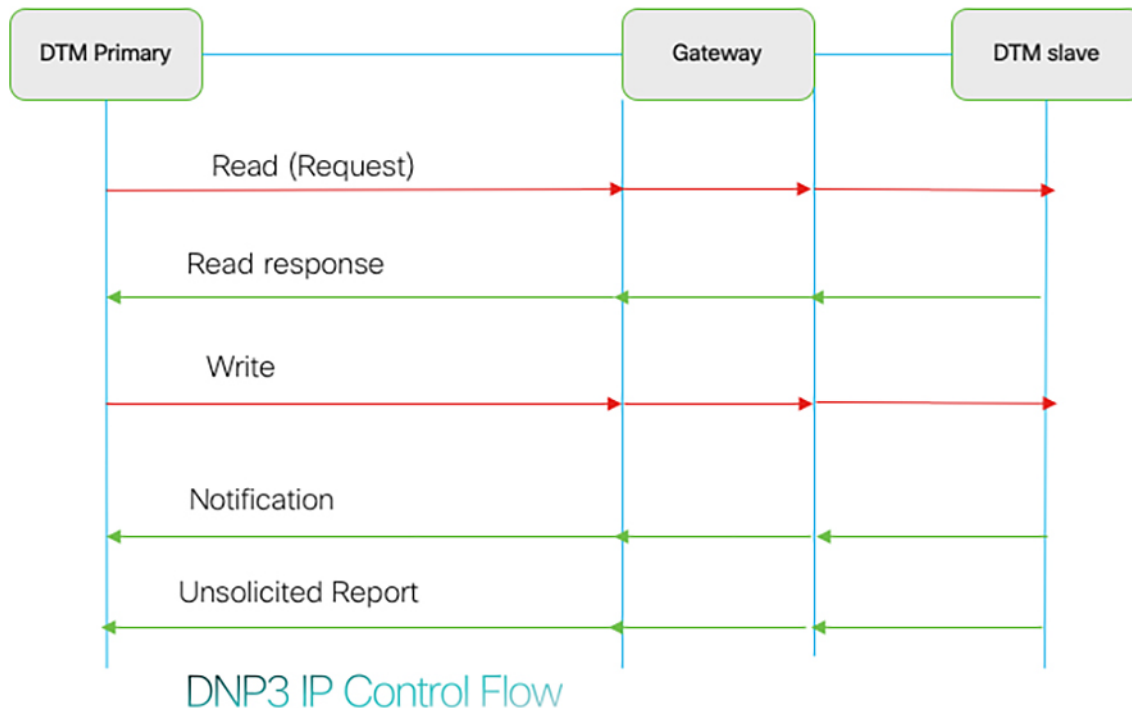 DTM Primary
Gateway
DTM slave
Read (Request)
Read response
Write
Notification
Unsolicited Report
DNP3 IP Control Flow